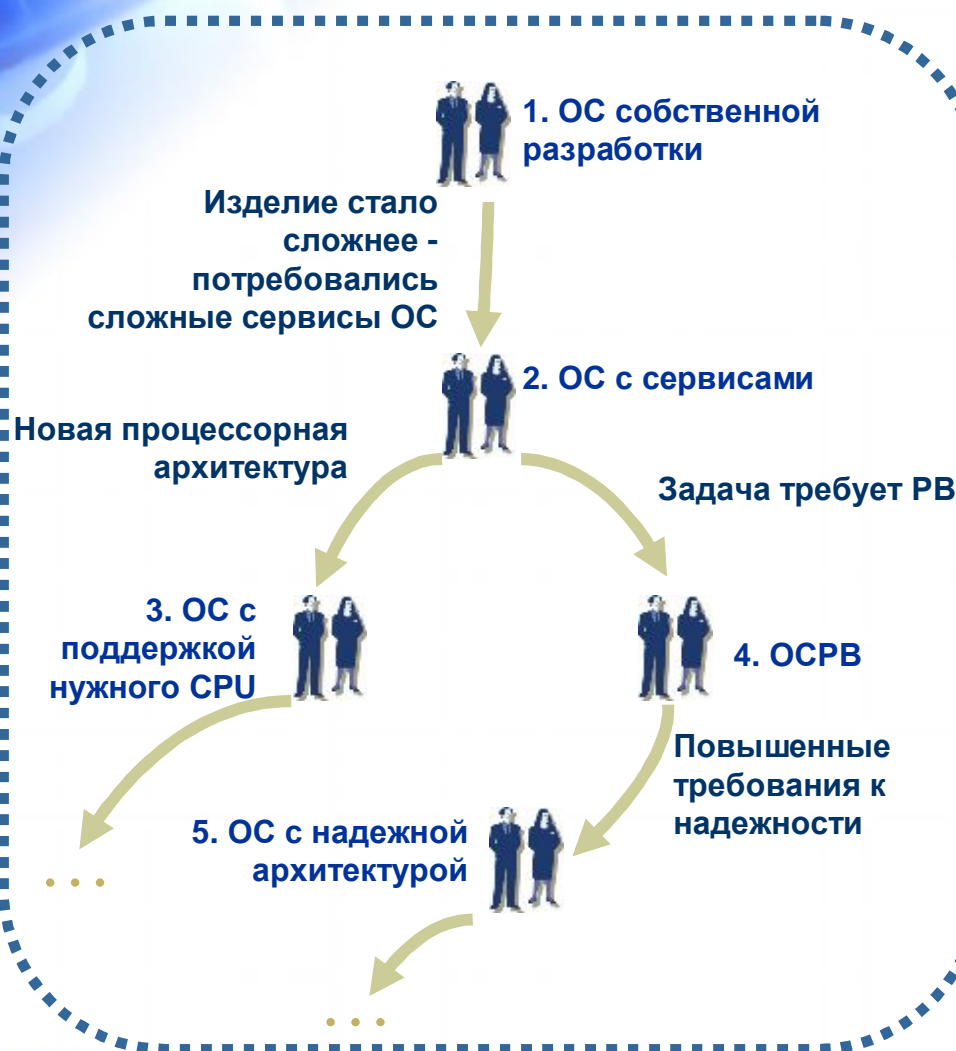 1. ОС собственной
разработки
Изделие стало
сложнее -
потребовались
сложные сервисы ОС
2. ОС с сервисами
Новая процессорная
архитектура
Задача требует РВ
3. ОС с
поддержкой
нужного CPU
4. ОСРВ
Повышенные
требования к
надежности
5. ОС с надежной
архитектурой
. . .
. . .